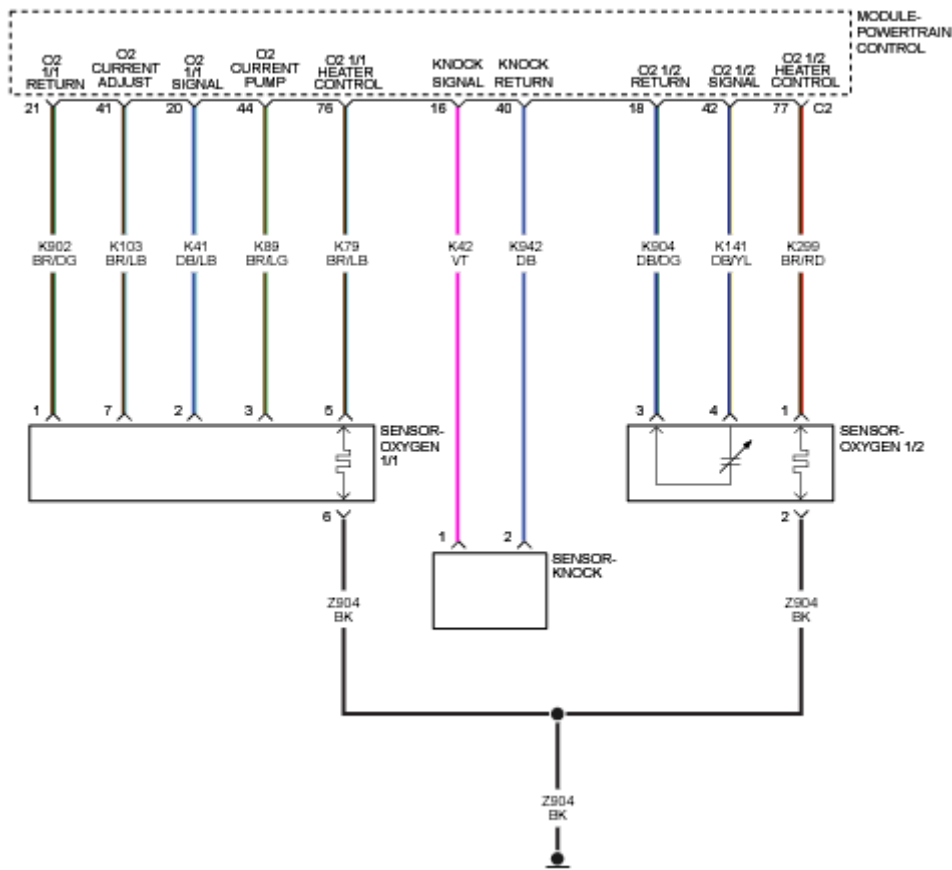 MODULE-
POWERTRAIN
CONTROL
O2
1/1
RETURN
O2
CURRENT
ADJUST
O2
1/1
SIGNAL
O2
CURRENT
PUMP
O2 1/1
HEATER
CONTROL
KNOCK
SIGNAL
KNOCK
RETURN
O2 1/2
RETURN
O2 1/2
SIGNAL
O2 1/2
HEATER
CONTROL
21 41 20 44 76 16 40 18 42 77 C2
K902
BR/DG
K103
BR/LB
K41
DB/LB
K89
BR/LG
K79
BR/LB
K42
VT
K942
DB
K904
DB/DG
K141
DB/YL
K299
BR/RD
1 7 2 3 5 3 4 1
SENSOR-
OXYGEN
1/1
SENSOR-
OXYGEN 1/2
6 2
1 2
SENSOR-
KNOCK
Z904
BK
Z904
BK
Z904
BK